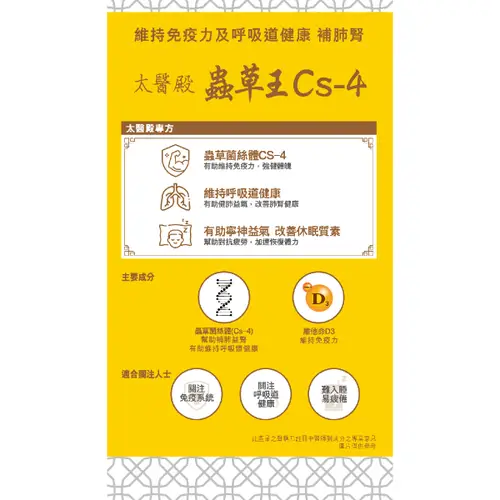 維持免疫力及呼吸道健康 補肺腎
太醫殿 蟲草王Cs-4
太醫殿專方
蟲草菌絲體CS-4
有助維持免疫力、強健體魄
維持呼吸道健康
有助健肺益氣、改善肺腎健康
有助寧神益氣 改善休眠質素
幫助對抗疲勞、加速恢復體力
主要成分
D3
蟲草菌絲體(Cs-4)
幫助補肺益腎
有助維持呼吸道健康
維他命D3
維持免疫力
適合關注人士
關注
免疫系統
關注
呼吸道
健康
難入睡
易疲倦